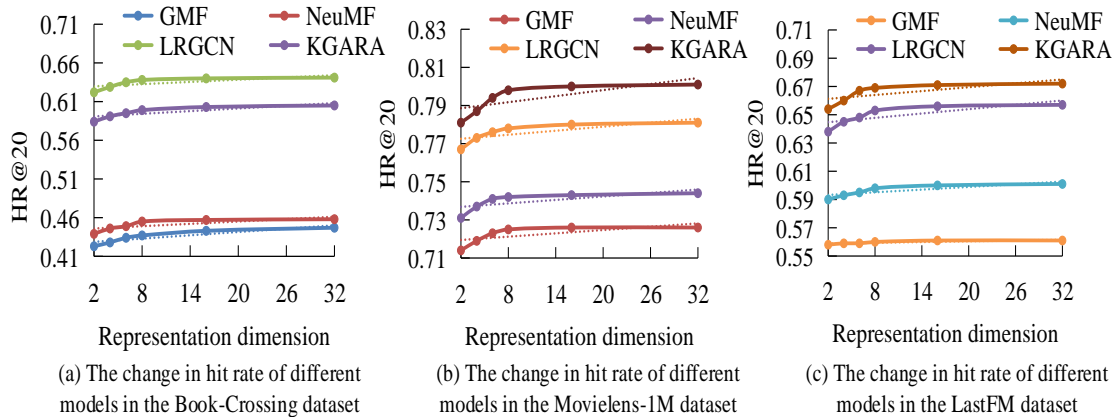 GMF NeuMF
LRGCN KGARA
0.71
0.66
0.61
0.56
0.51
0.46
0.41
HR@20
2 8 14 20 26 32
Representation dimension
(a) The change in hit rate of different
models in the Book-Crossing dataset
GMF NeuMF
LRGCN KGARA
0.83
0.81
0.79
0.77
0.75
0.73
0.71
HR@20
2 8 14 20 26 32
Representation dimension
(b) The change in hit rate of different
models in the Movielens-1M dataset
GMF NeuMF
LRGCN KGARA
0.71
0.69
0.67
0.65
0.63
0.61
0.59
0.57
0.55
HR@20
2 8 14 20 26 32
Representation dimension
(c) The change in hit rate of different
models in the LastFM dataset